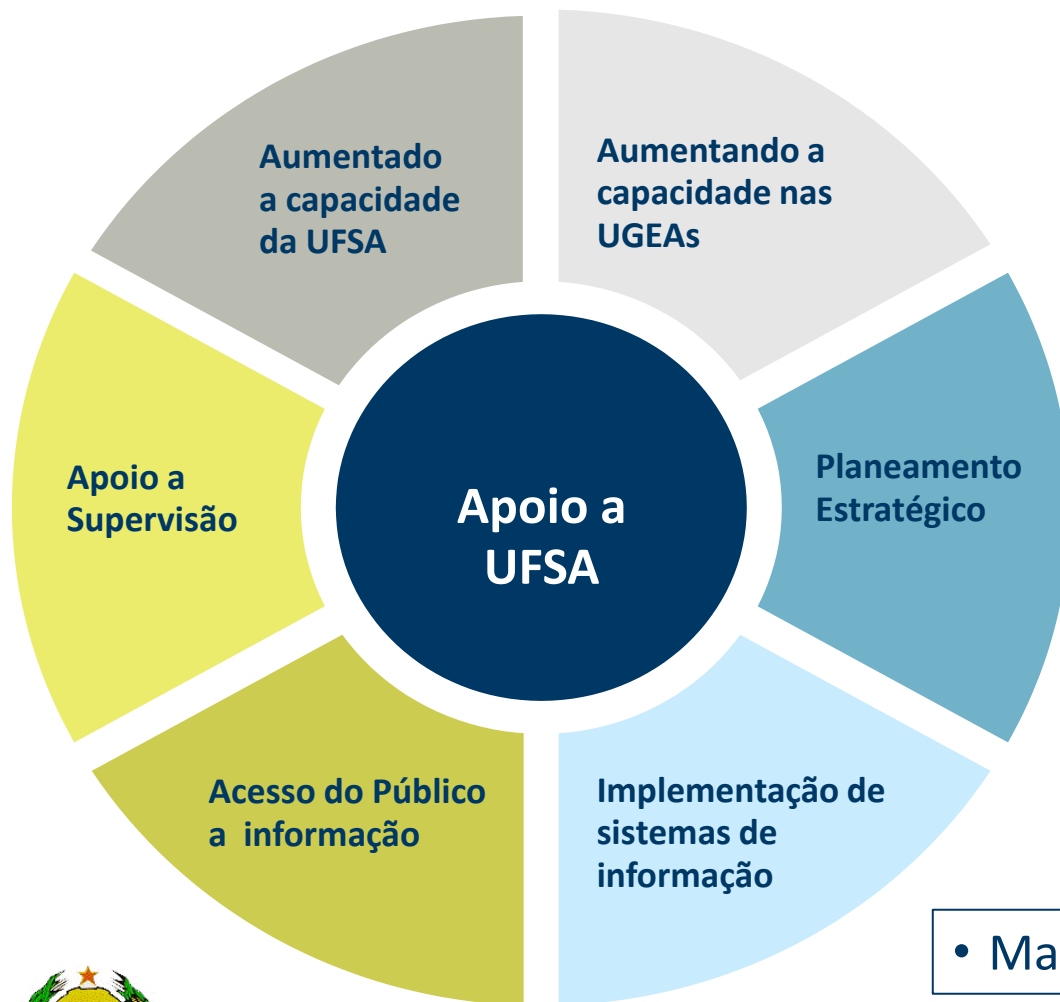 Aumentado
a capacidade
da UFSA
Aumentando a
capacidade nas
UGEAs
Apoio a
Supervisão
Apoio a
UFSA
Planeamento
Estratégico
Acesso do Público
a informação
Implementação de
sistemas de
informação
• Ma